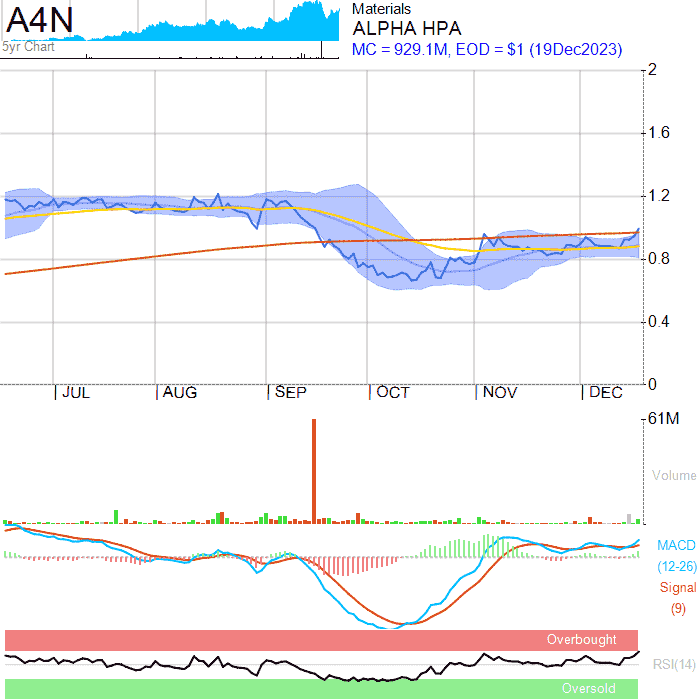 A4N
5yr Chart
Materials
ALPHA HPA
MC = 929.1M, EOD = $1 (19Dec2023)
2
1.6
1.2
0.8
0.4
0
JUL AUG SEP OCT NOV DEC
61M
Volume
MACD
(12-26)
Signal
(9)
Overbought
RSI(14)
Oversold